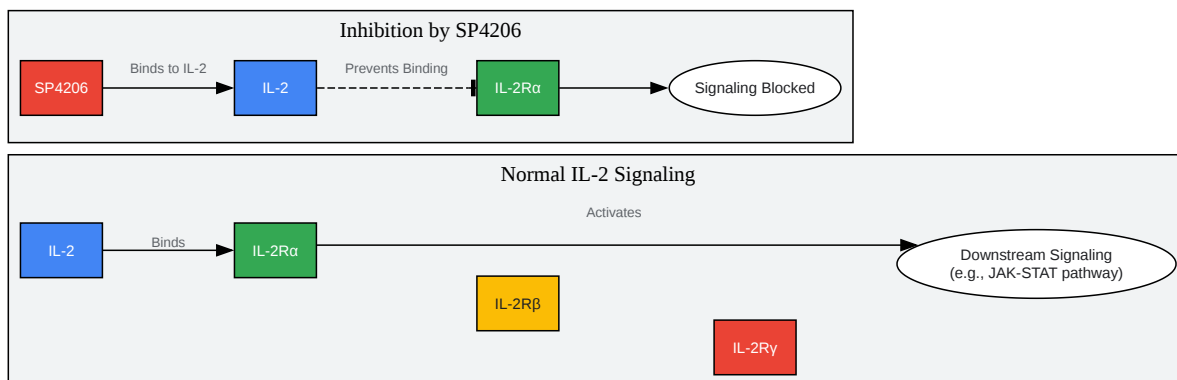 Inhibition by SP4206
SP4206
Binds to IL-2
IL-2
Prevents Binding
IL-2Rα
Signaling Blocked
Normal IL-2 Signaling
IL-2
Binds
IL-2Rα
Activates
Downstream Signaling
(e.g., JAK-STAT pathway)
IL-2Rβ
IL-2Rγ